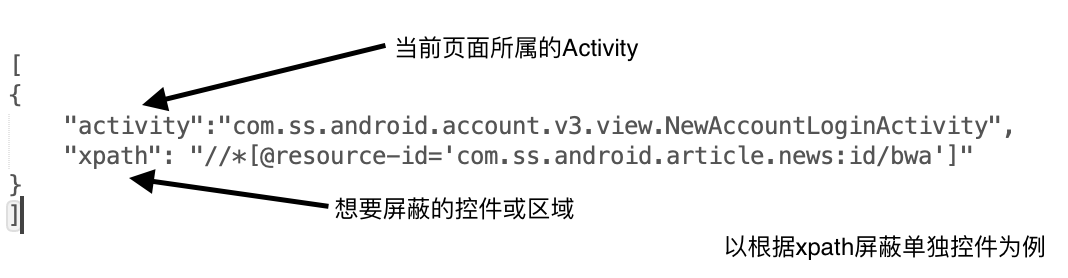 当前页面所属的Activity
[
{
"activity":"com.ss.android.account.v3.view.NewAccountLoginActivity",
"xpath": "//*[@resource-id='com.ss.android.article.news:id/bwa']"
}
想要屏蔽的控件或区域
]
以根据xpath屏蔽单独控件为例